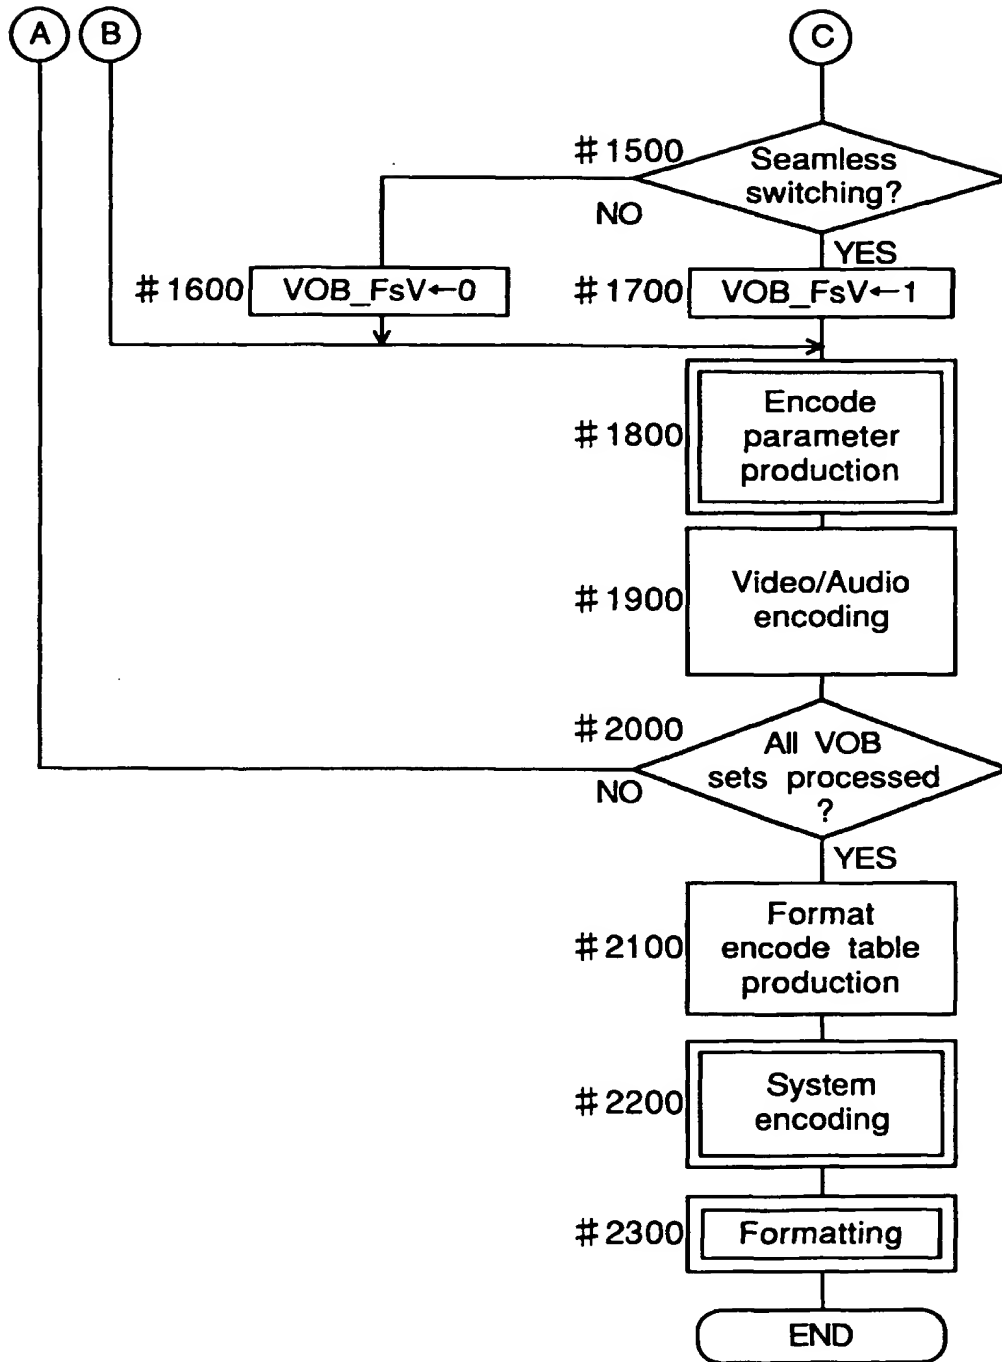 A B C
#1500 Seamless
switching?
NO
YES
#1600 VOB_FsV←0
#1700 VOB_FsV←1
#1800
Encode
parameter
production
#1900
Video/Audio
encoding
#2000
All VOB
sets processed
?
NO
YES
#2100
Format
encode table
production
#2200
System
encoding
#2300 Formatting
END